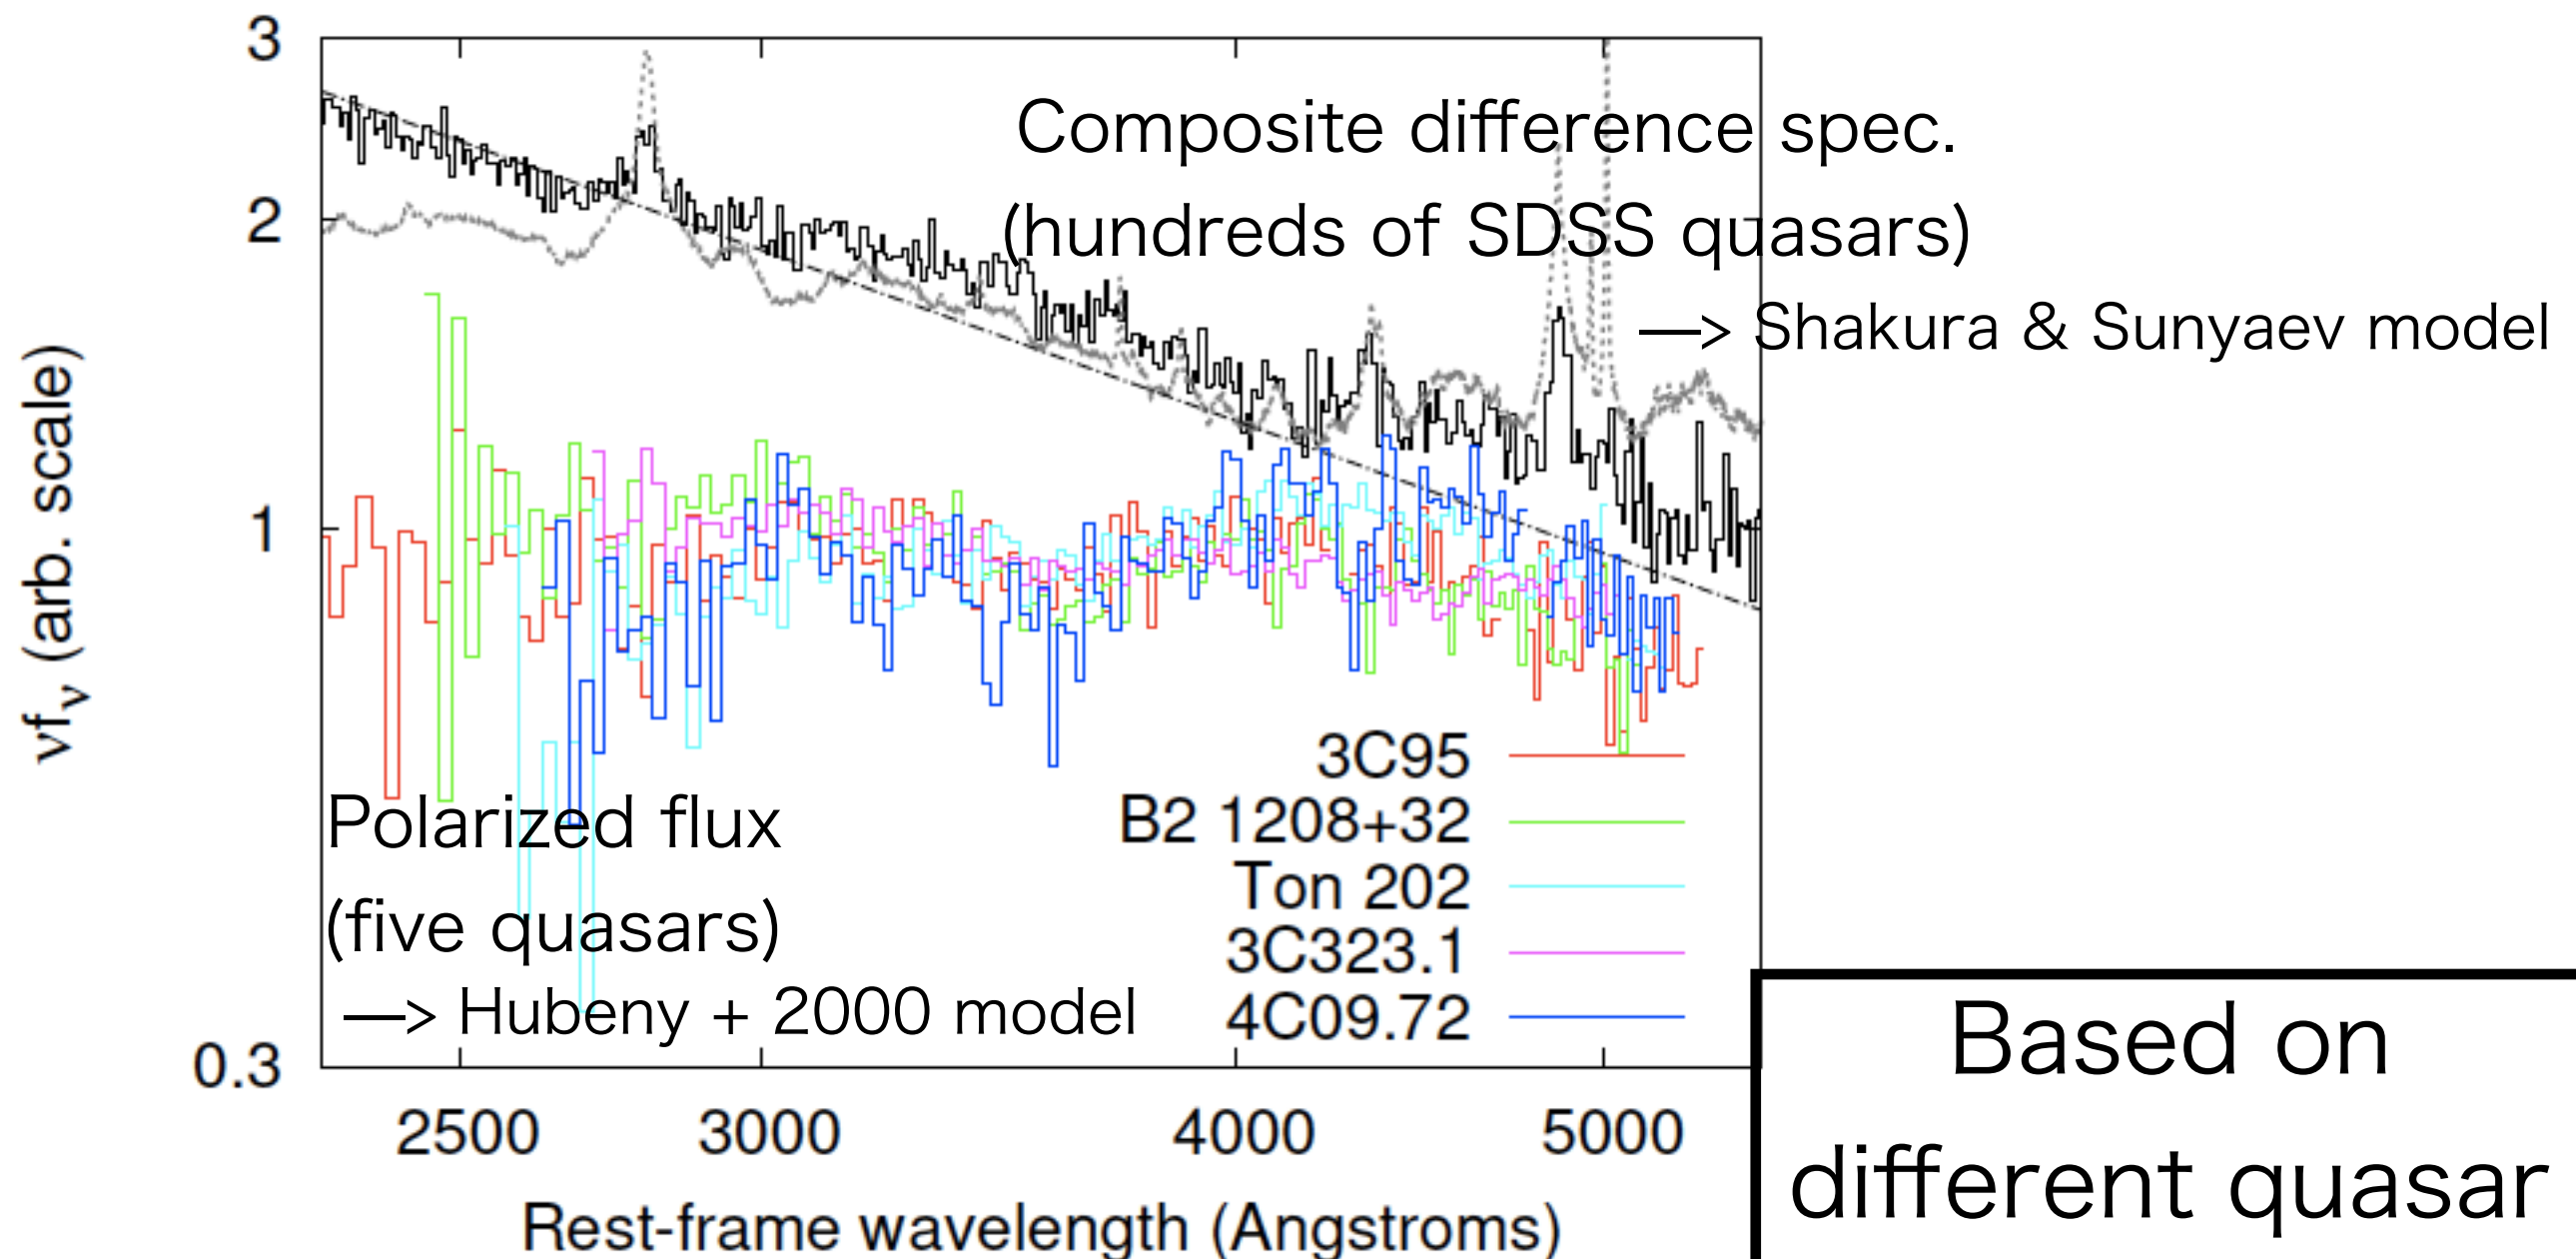 3
2
1
0.3
νfν (arb. scale)
Composite difference spec.
(hundreds of SDSS quasars)
—> Shakura & Sunyaev model
Polarized flux
(five quasars)
—> Hubeny + 2000 model
3C95
B2 1208+32
Ton 202
3C323.1
4C09.72
2500 3000 4000 5000
Rest-frame wavelength (Angstroms)
Based on
different quasar